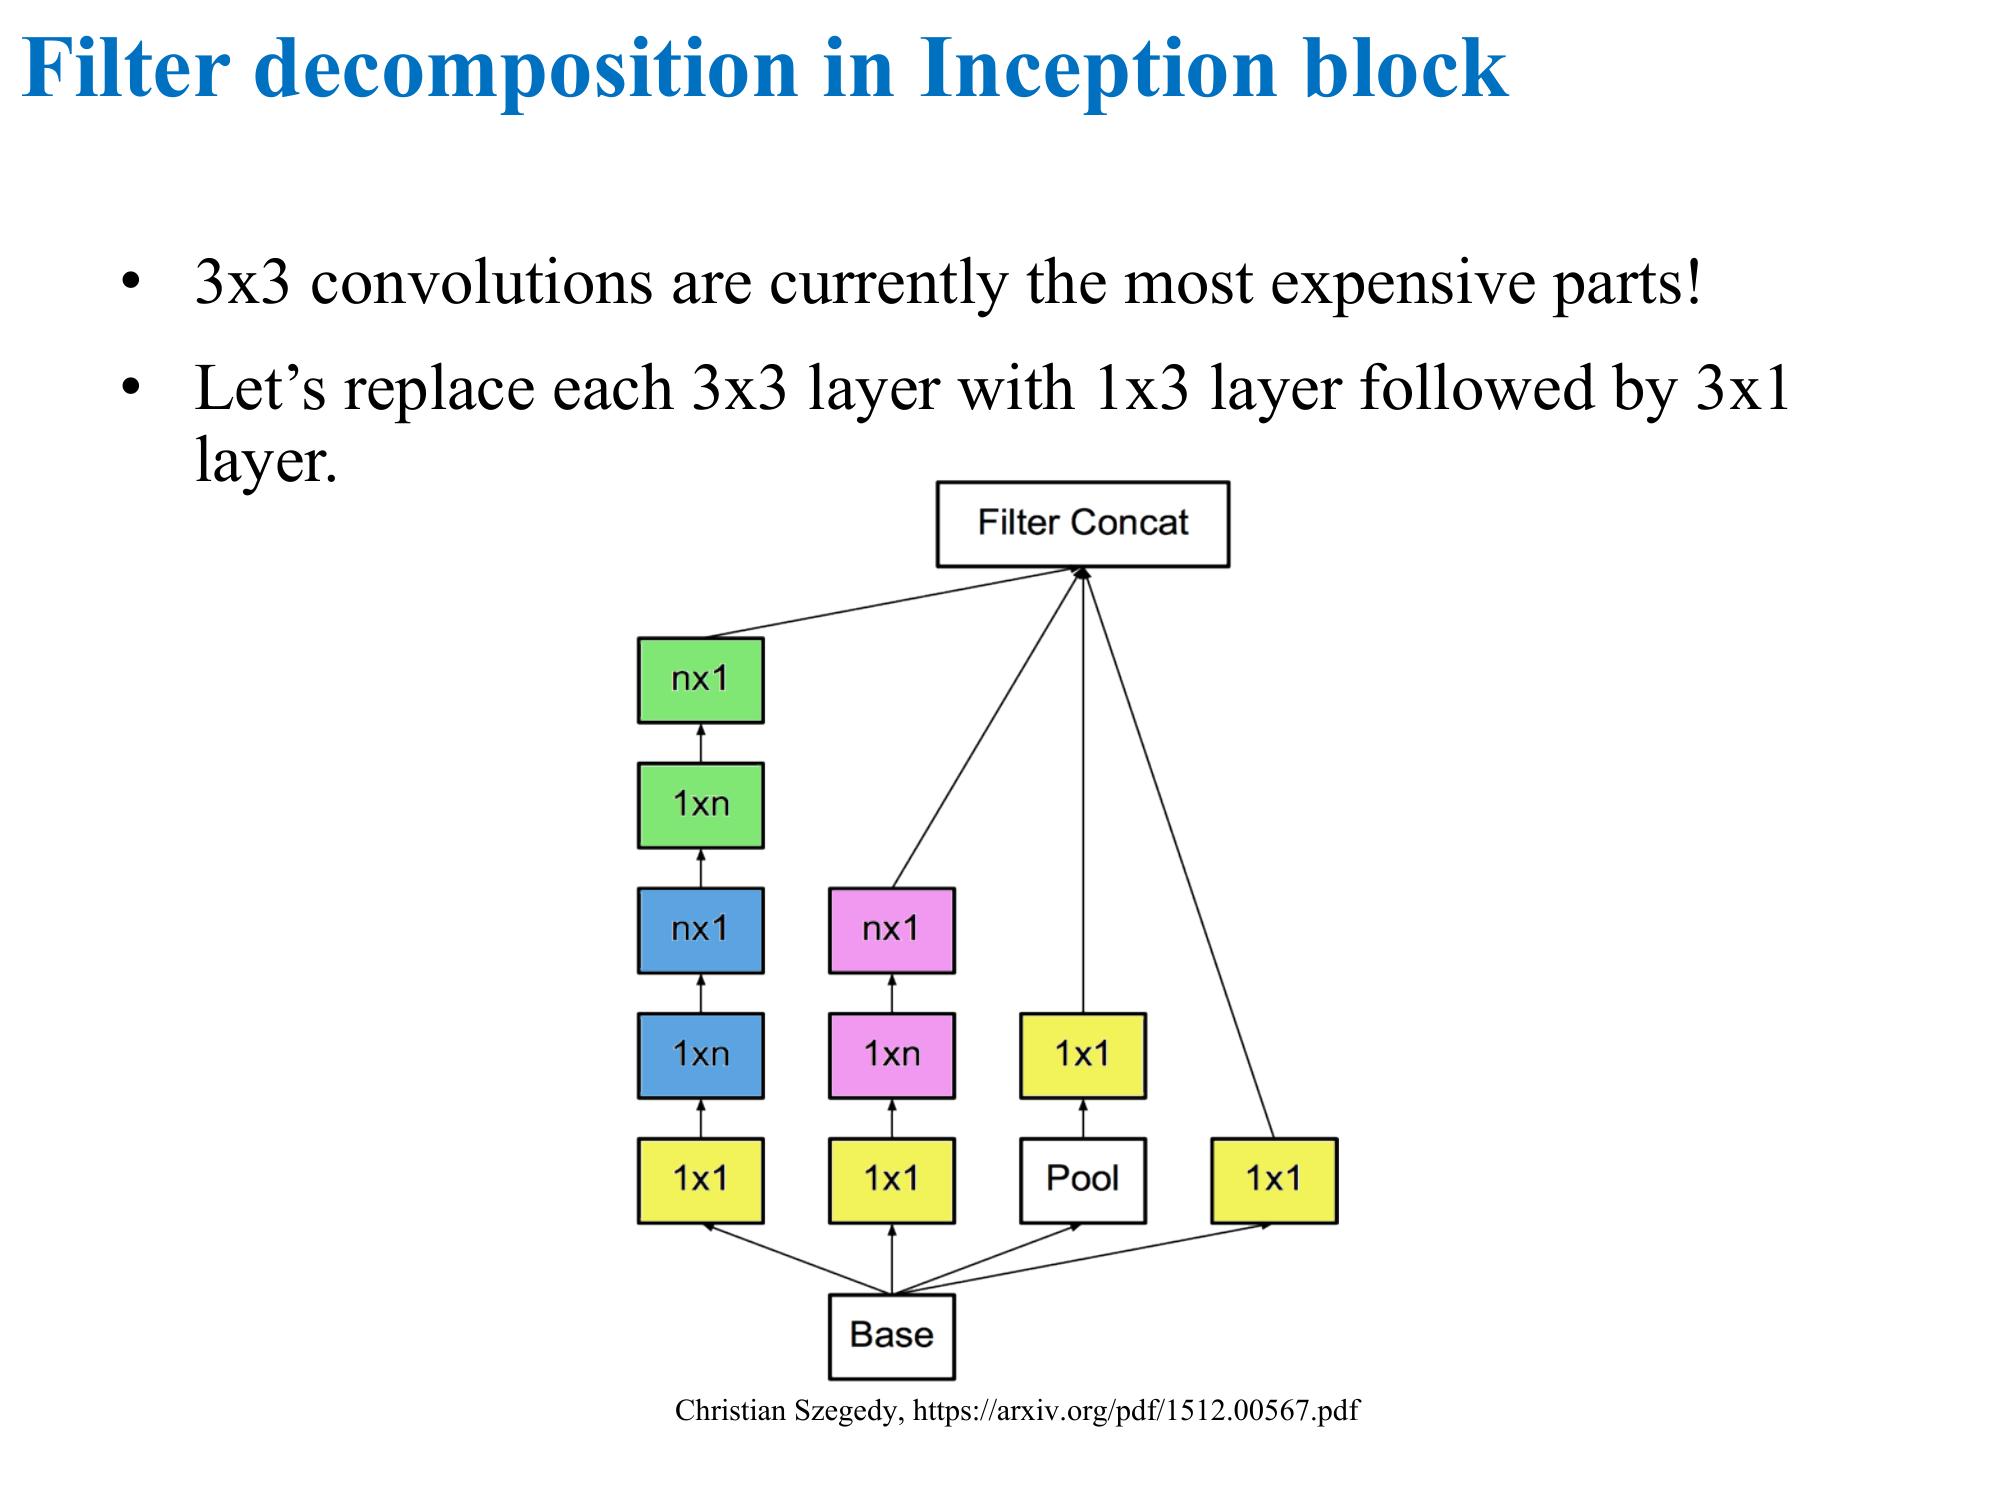 Filter decomposition in Inception block
• 3x3 convolutions are currently the most expensive parts!
• Let’s replace each 3x3 layer with 1x3 layer followed by 3x1
layer.
Filter Concat
nx1
1xn
nx1
nx1
1xn
1xn
1x1
1x1
1x1
Pool
1x1
Base
Christian Szegedy, https://arxiv.org/pdf/1512.00567.pdf